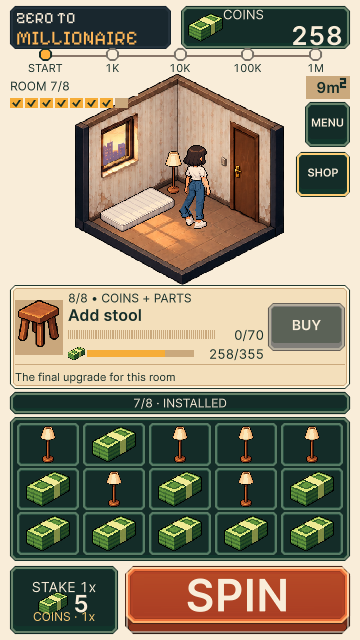 ZERO TO
MILLIONAIRE
COINS
258
START
1K
10K
100K
1M
ROOM 7/8
9m²
MENU
SHOP
8/8 • COINS + PARTS
Add stool
0/70
258/355
BUY
The final upgrade for this room
7/8 · INSTALLED
STAKE 1x
5
COINS · 1x
SPIN